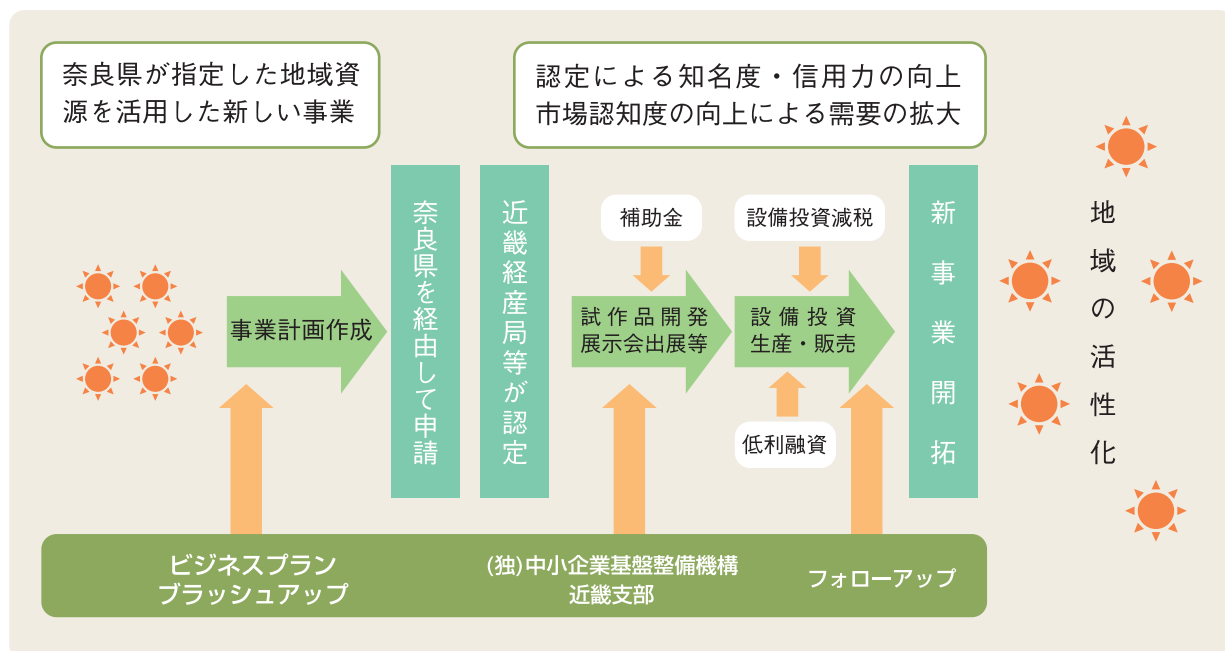 奈良県が指定した地域資
源を活用した新しい事業
認定による知名度・信用力の向上
市場認知度の向上による需要の拡大
事業計画作成
奈良県を経由して申請
近畿経産局等が認定
補助金
試作品開発
展示会出展等
設備投資減税
設備投資
生産・販売
低利融資
新事業開拓
地域の活性化
ビジネスプラン
ブラッシュアップ
(独)中小企業基盤整備機構
近畿支部
フォローアップ